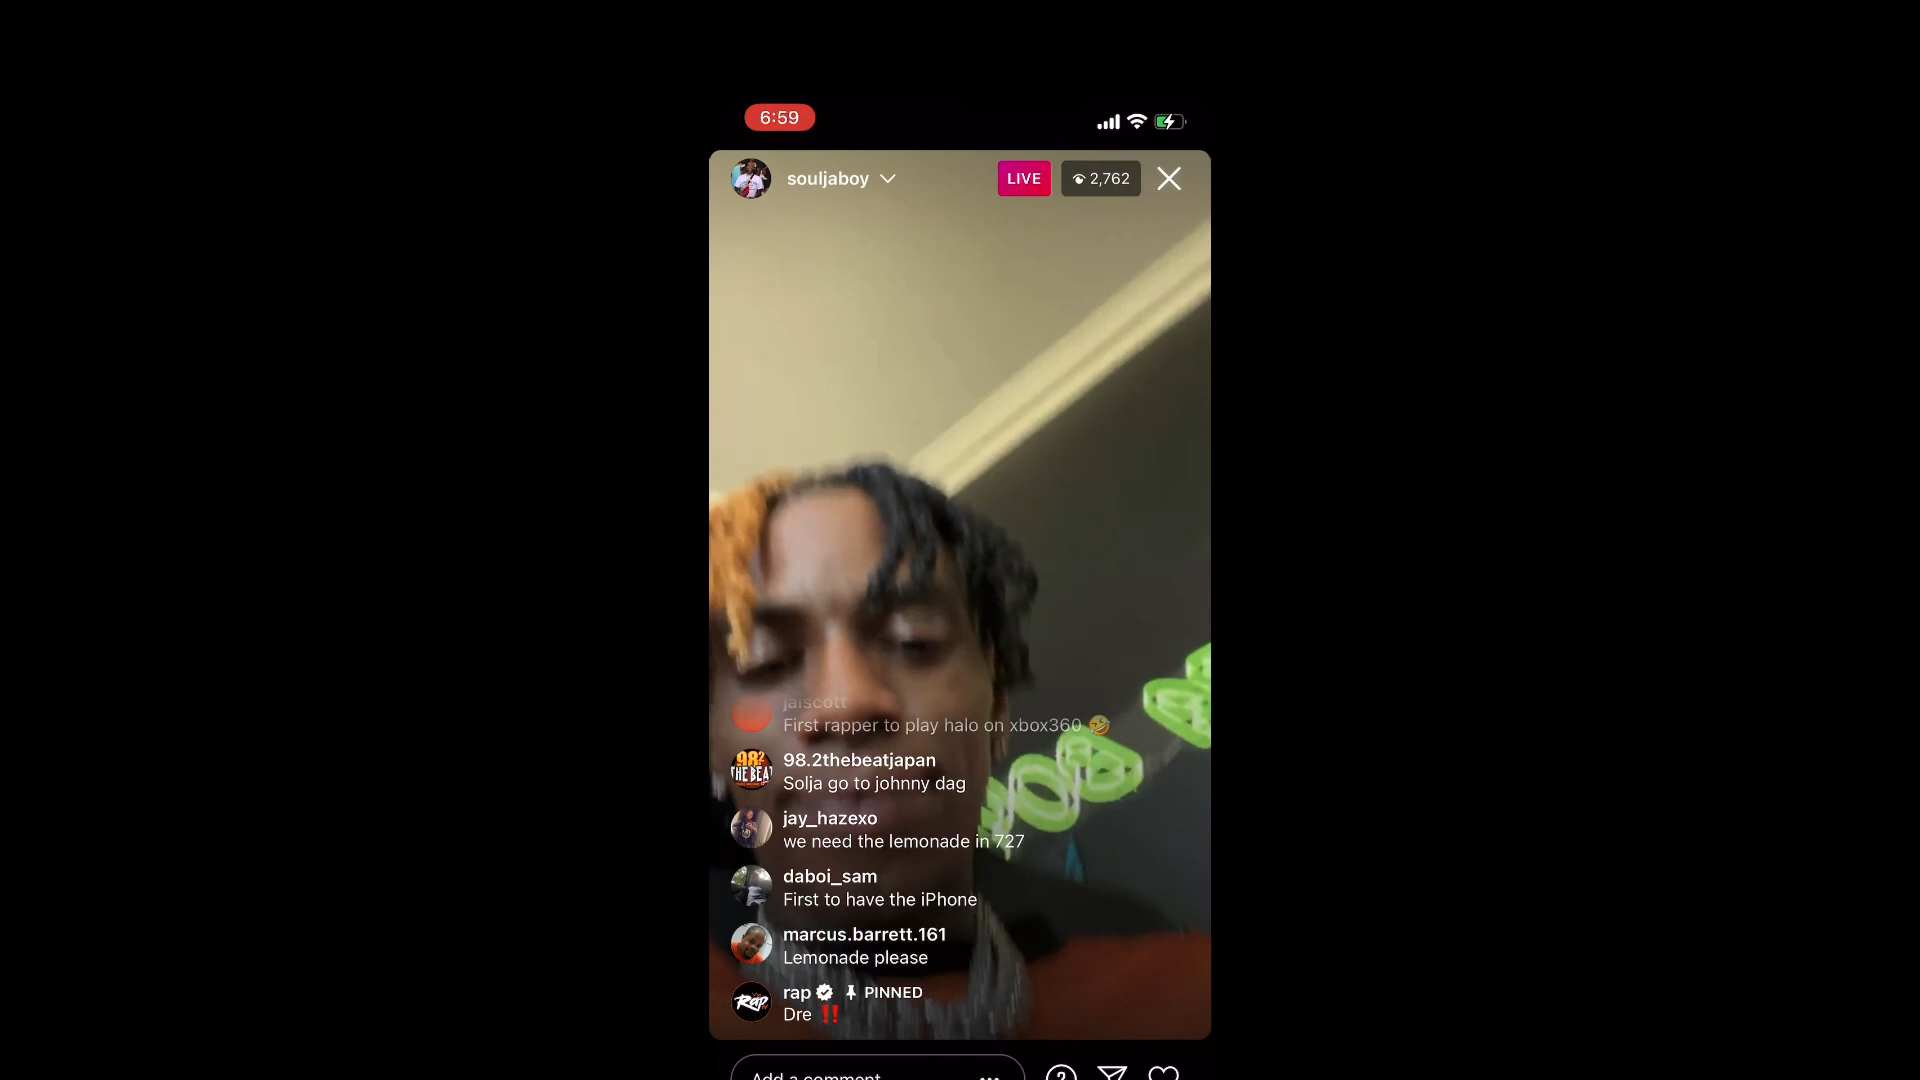 6:59
souljaboy
LIVE
2,762
jaiscott
First rapper to play halo on xbox360 🤣
98.2thebeatjapan
Solja go to johnny dag
jay_hazexo
we need the lemonade in 727
daboi_sam
First to have the iPhone
marcus.barrett.161
Lemonade please
rap PINNED
Dre ‼️
Add a comment...